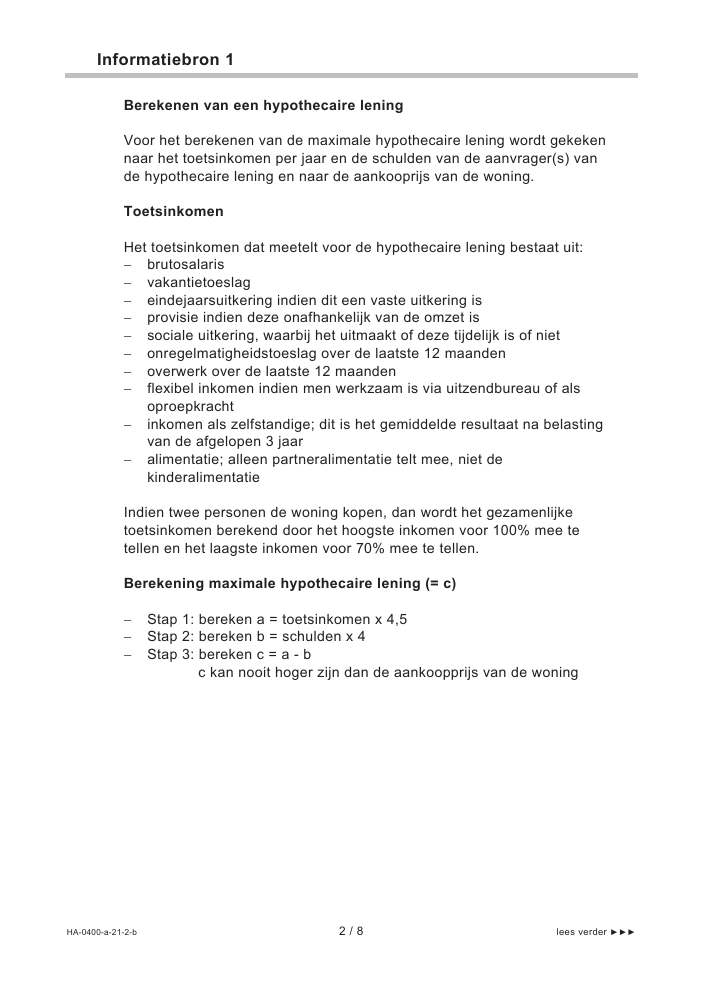 Informatiebron 1
Berekenen van een hypothecaire lening
Voor het berekenen van de maximale hypothecaire lening wordt gekeken
naar het toetsinkomen per jaar en de schulden van de aanvrager(s) van
de hypothecaire lening en naar de aankooprijs van de woning.
Toetsinkomen
Het toetsinkomen dat meetelt voor de hypothecaire lening bestaat uit:
– brutosalaris
– vakantietoeslag
– eindejaarsuitkering indien dit een vaste uitkering is
– provisie indien deze onafhankelijk van de omzet is
– sociale uitkering, waarbij het uitmaakt of deze tijdelijk is of niet
– onregelmatigheidstoeslag over de laatste 12 maanden
– overwerk over de laatste 12 maanden
– flexibel inkomen indien men werkzaam is via uitzendbureau of als
oproepkracht
– inkomen als zelfstandige; dit is het gemiddelde resultaat na belasting
van de afgelopen 3 jaar
– alimentatie; alleen partneralimentatie telt mee, niet de
kinderalimentatie
Indien twee personen de woning kopen, dan wordt het gezamenlijke
toetsinkomen berekend door het hoogste inkomen voor 100% mee te
tellen en het laagste inkomen voor 70% mee te tellen.
Berekening maximale hypothecaire lening (= c)
– Stap 1: bereken a = toetsinkomen x 4,5
– Stap 2: bereken b = schulden x 4
– Stap 3: bereken c = a - b
c kan nooit hoger zijn dan de aankoopprijs van de woning
HA-0400-a-21-2-b
2 / 8
lees verder ►►►